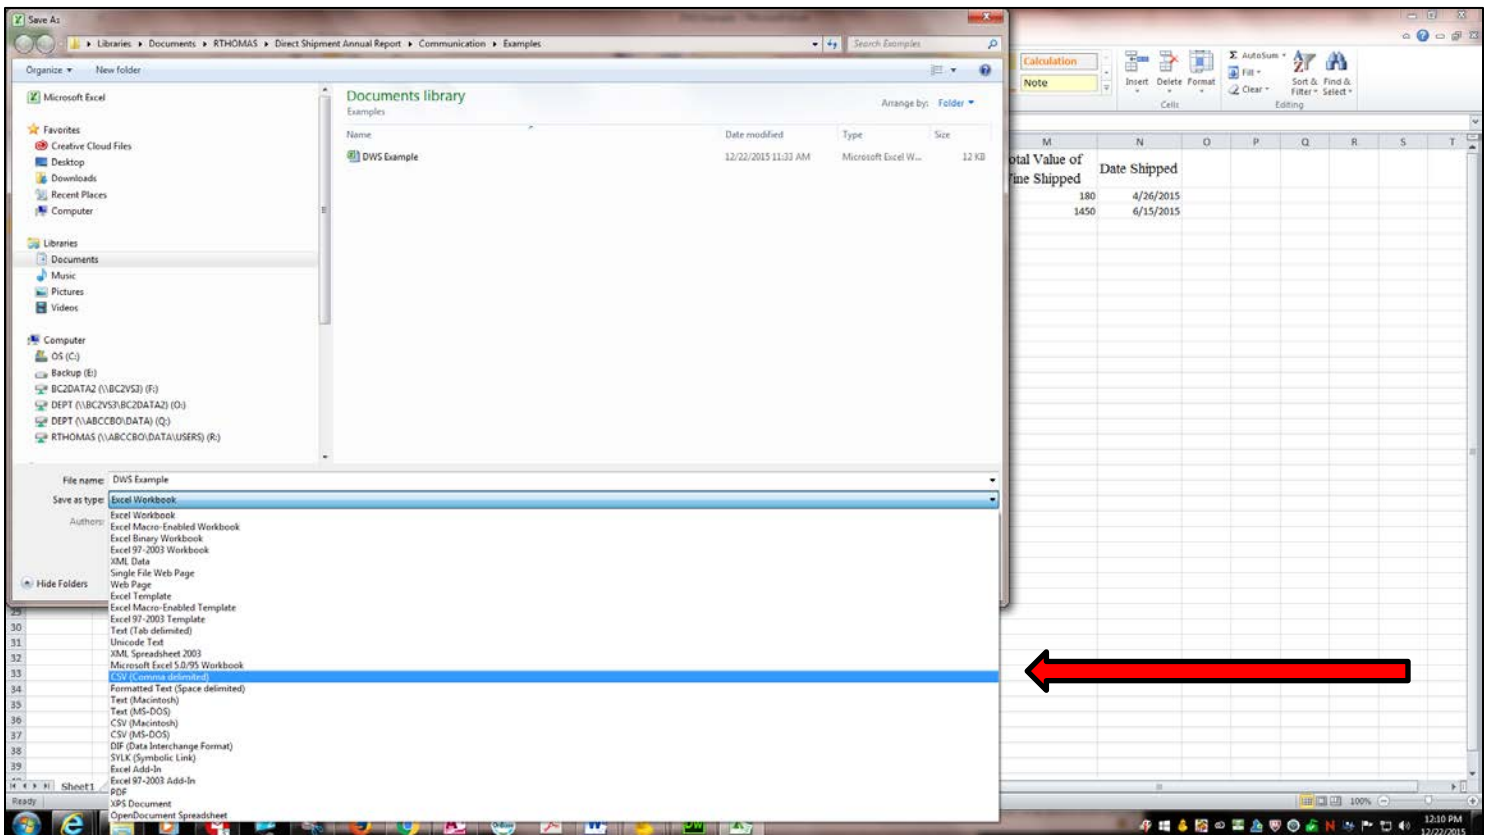 Save As
Libraries ▸ Documents ▸ RTHOMAS ▸ Direct Shipment Annual Report ▸ Communication ▸ Examples
Search Examples
Organize
New folder
Microsoft Excel
Favorites
Creative Cloud Files
Desktop
Downloads
Recent Places
Computer
Libraries
Documents
Music
Pictures
Videos
Computer
OS (C:)
Backup (E:)
BC2DATA2 (\\BC2VS3) (F:)
DEPT (\\BC2VS3\BC2DATA2) (O:)
DEPT (\\ABCCBO\DATA) (Q:)
RTHOMAS (\\ABCCBO\DATA\USERS) (R:)
Documents library
Examples
Arrange by: Folder
Name Date modified Type Size
DWS Example 12/22/2015 11:33 AM Microsoft Excel W... 12 KB
File name: DWS Example
Save as type: Excel Workbook
Authors:
Hide Folders
Excel Workbook
Excel Macro-Enabled Workbook
Excel Binary Workbook
Excel 97-2003 Workbook
XML Data
Single File Web Page
Web Page
Excel Template
Excel Macro-Enabled Template
Excel 97-2003 Template
Text (Tab delimited)
Unicode Text
XML Spreadsheet 2003
Microsoft Excel 5.0/95 Workbook
CSV (Comma delimited)
Formatted Text (Space delimited)
Text (Macintosh)
Text (MS-DOS)
CSV (Macintosh)
CSV (MS-DOS)
DIF (Data Interchange Format)
SYLK (Symbolic Link)
Excel Add-In
Excel 97-2003 Add-In
PDF
XPS Document
OpenDocument Spreadsheet
Calculation
Note
Insert Delete Format
Cells
Σ AutoSum
Fill
Clear
Sort & Filter
Find & Select
Editing
M N O P Q R S T
otal Value of
ine Shipped
Date Shipped
180 4/26/2015
1450 6/15/2015
29
30
31
32
33
34
35
36
37
38
39
Sheet1
Ready
100%
12:10 PM
12/22/2015